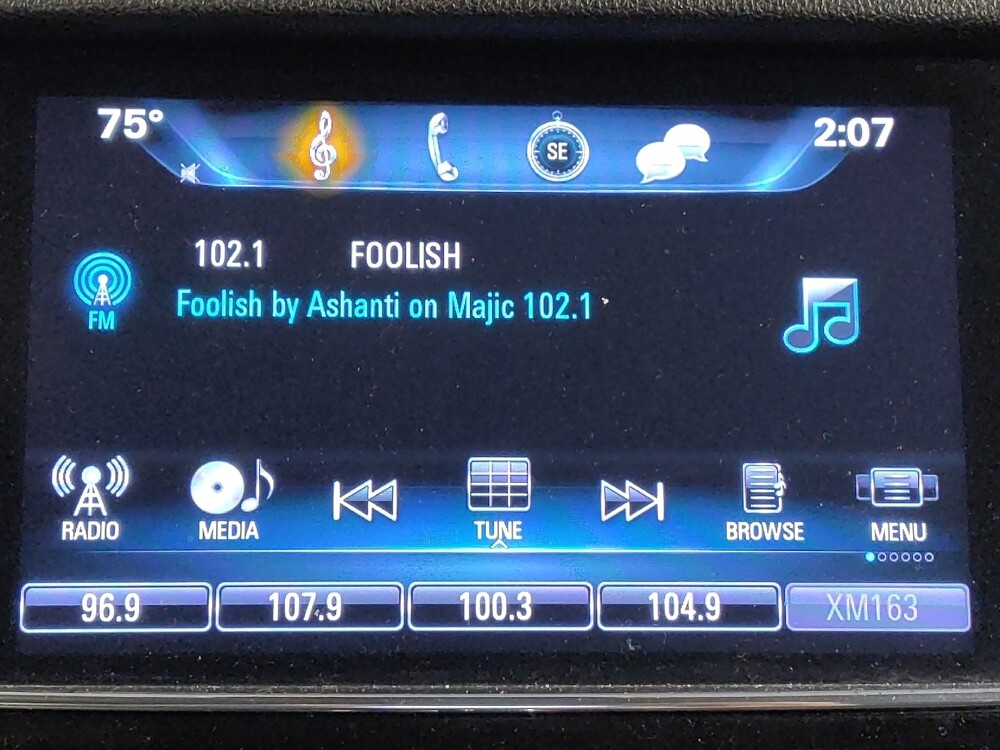 75° 2:07
SE
102.1 FOOLISH
Foolish by Ashanti on Majic 102.1
FM
RADIO MEDIA TUNE BROWSE MENU
96.9 107.9 100.3 104.9 XM163